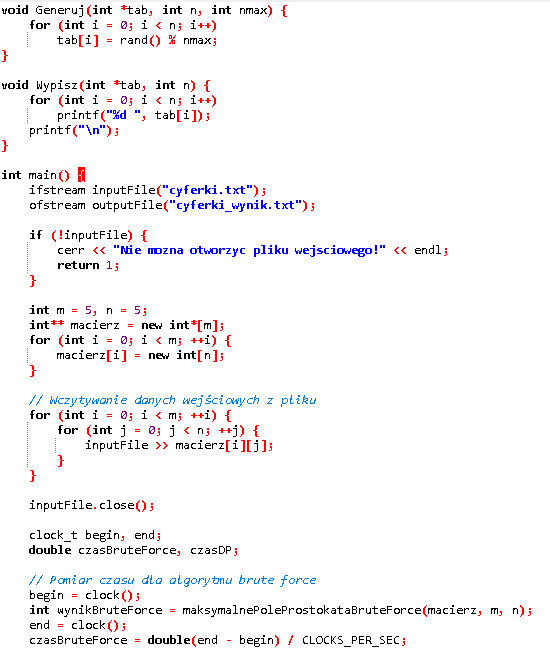 void Generuj(int *tab, int n, int nmax) {
    for (int i = 0; i < n; i++)
        tab[i] = rand() % nmax;
}

void Wypisz(int *tab, int n) {
    for (int i = 0; i < n; i++)
        printf("%d ", tab[i]);
    printf("\n");
}

int main() {
    ifstream inputFile("cyferki.txt");
    ofstream outputFile("cyferki_wynik.txt");

    if (!inputFile) {
        cerr << "Nie mozna otworzyc pliku wejsciowego!" << endl;
        return 1;
    }

    int m = 5, n = 5;
    int** macierz = new int*[m];
    for (int i = 0; i < m; ++i) {
        macierz[i] = new int[n];
    }

    // Wczytywanie danych wejściowych z pliku
    for (int i = 0; i < m; ++i) {
        for (int j = 0; j < n; ++j) {
            inputFile >> macierz[i][j];
        }
    }

    inputFile.close();

    clock_t begin, end;
    double czasBruteForce, czasDP;

    // Pomiar czasu dla algorytmu brute force
    begin = clock();
    int wynikBruteForce = maksymalnePoleProstokataBruteForce(macierz, m, n);
    end = clock();
    czasBruteForce = double(end - begin) / CLOCKS_PER_SEC;